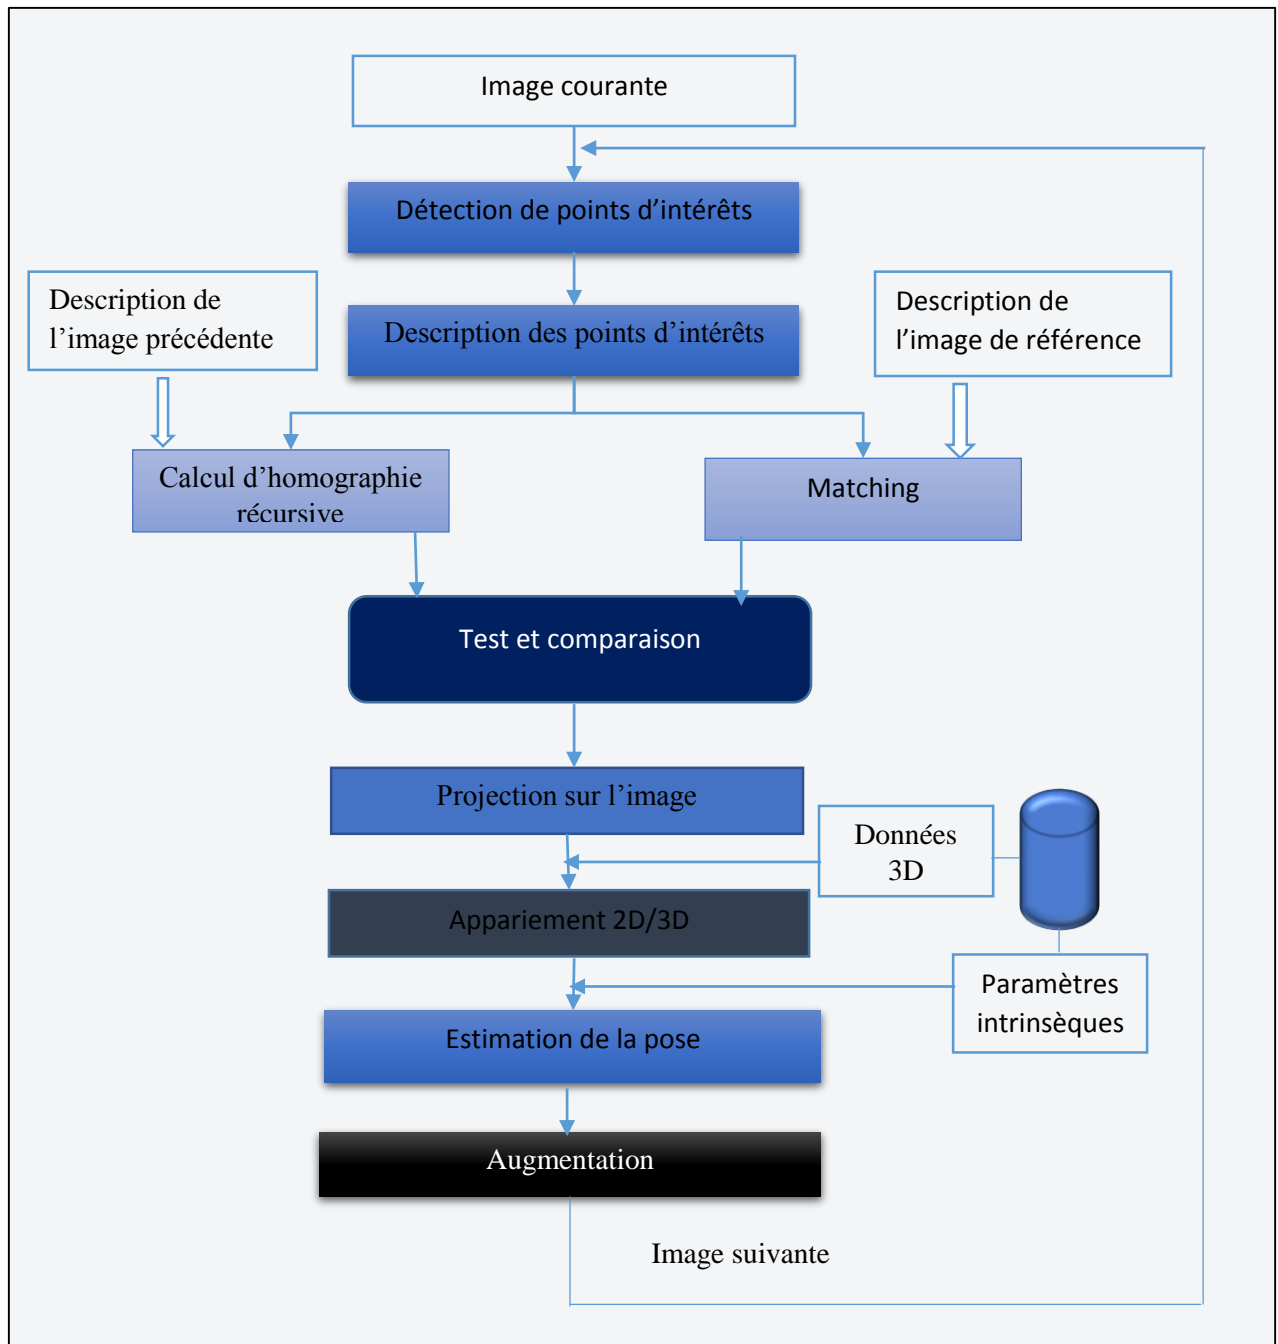 Image courante
Détection de points d’intérêts
Description de
l’image précédente
Description des points d’intérêts
Description de
l’image de référence
Calcul d’homographie
récursive
Matching
Test et comparaison
Projection sur l’image
Données
3D
Appariement 2D/3D
Paramètres
intrinsèques
Estimation de la pose
Augmentation
Image suivante